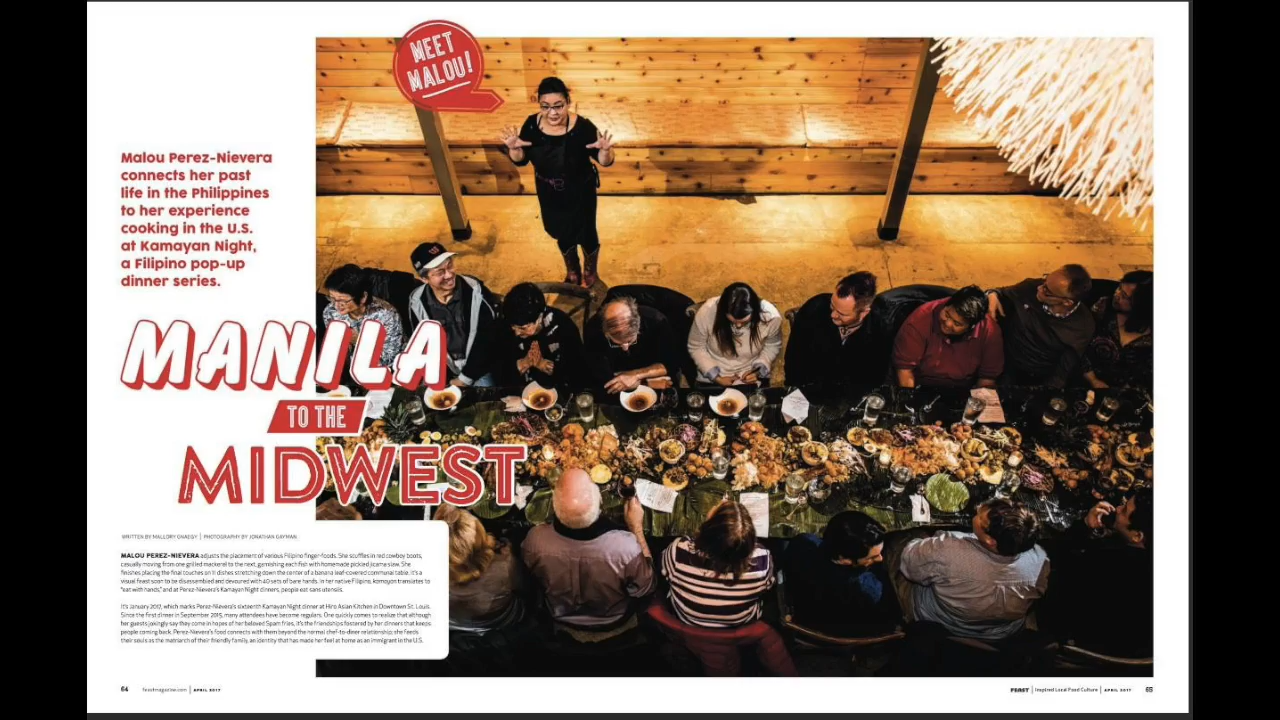 MEET
MALOU!
Malou Perez-Nievera
connects her past
life in the Philippines
to her experience
cooking in the U.S.
at Kamayan Night,
a Filipino pop-up
dinner series.
MANILA
TO THE
MIDWEST
WRITTEN BY MALLORY GNAEGY | PHOTOGRAPHY BY JONATHAN GAYMAN
MALOU PEREZ-NIEVERA adjusts the placement of various Filipino finger-foods. She scuffles in red cowboy boots,
casually moving from one grilled mackerel to the next, garnishing each fish with homemade pickled jicama slaw. She
finishes placing the final touches on 11 dishes stretching down the center of a banana leaf-covered communal table. It's a
visual feast soon to be disassembled and devoured with 40 sets of bare hands. In her native Filipino, kamayan translates to
"eat with hands," and at Perez-Nievera's Kamayan Night dinners, people eat sans utensils.
It's January 2017, which marks Perez-Nievera's sixteenth Kamayan Night dinner at Hiro Asian Kitchen in Downtown St. Louis.
Since the first dinner in September 2015, many attendees have become regulars. One quickly comes to realize that although
her guests jokingly say they come in hopes of her beloved Spam fries, it's the friendships fostered by her dinners that keeps
people coming back. Perez-Nievera's food connects with them beyond the normal chef-to-diner relationship; she feeds
their souls as the matriarch of their friendly family, an identity that has made her feel at home as an immigrant in the U.S.
64 feastmagazine.com | APRIL 2017
FEAST | Inspired Local Food Culture | APRIL 2017 65